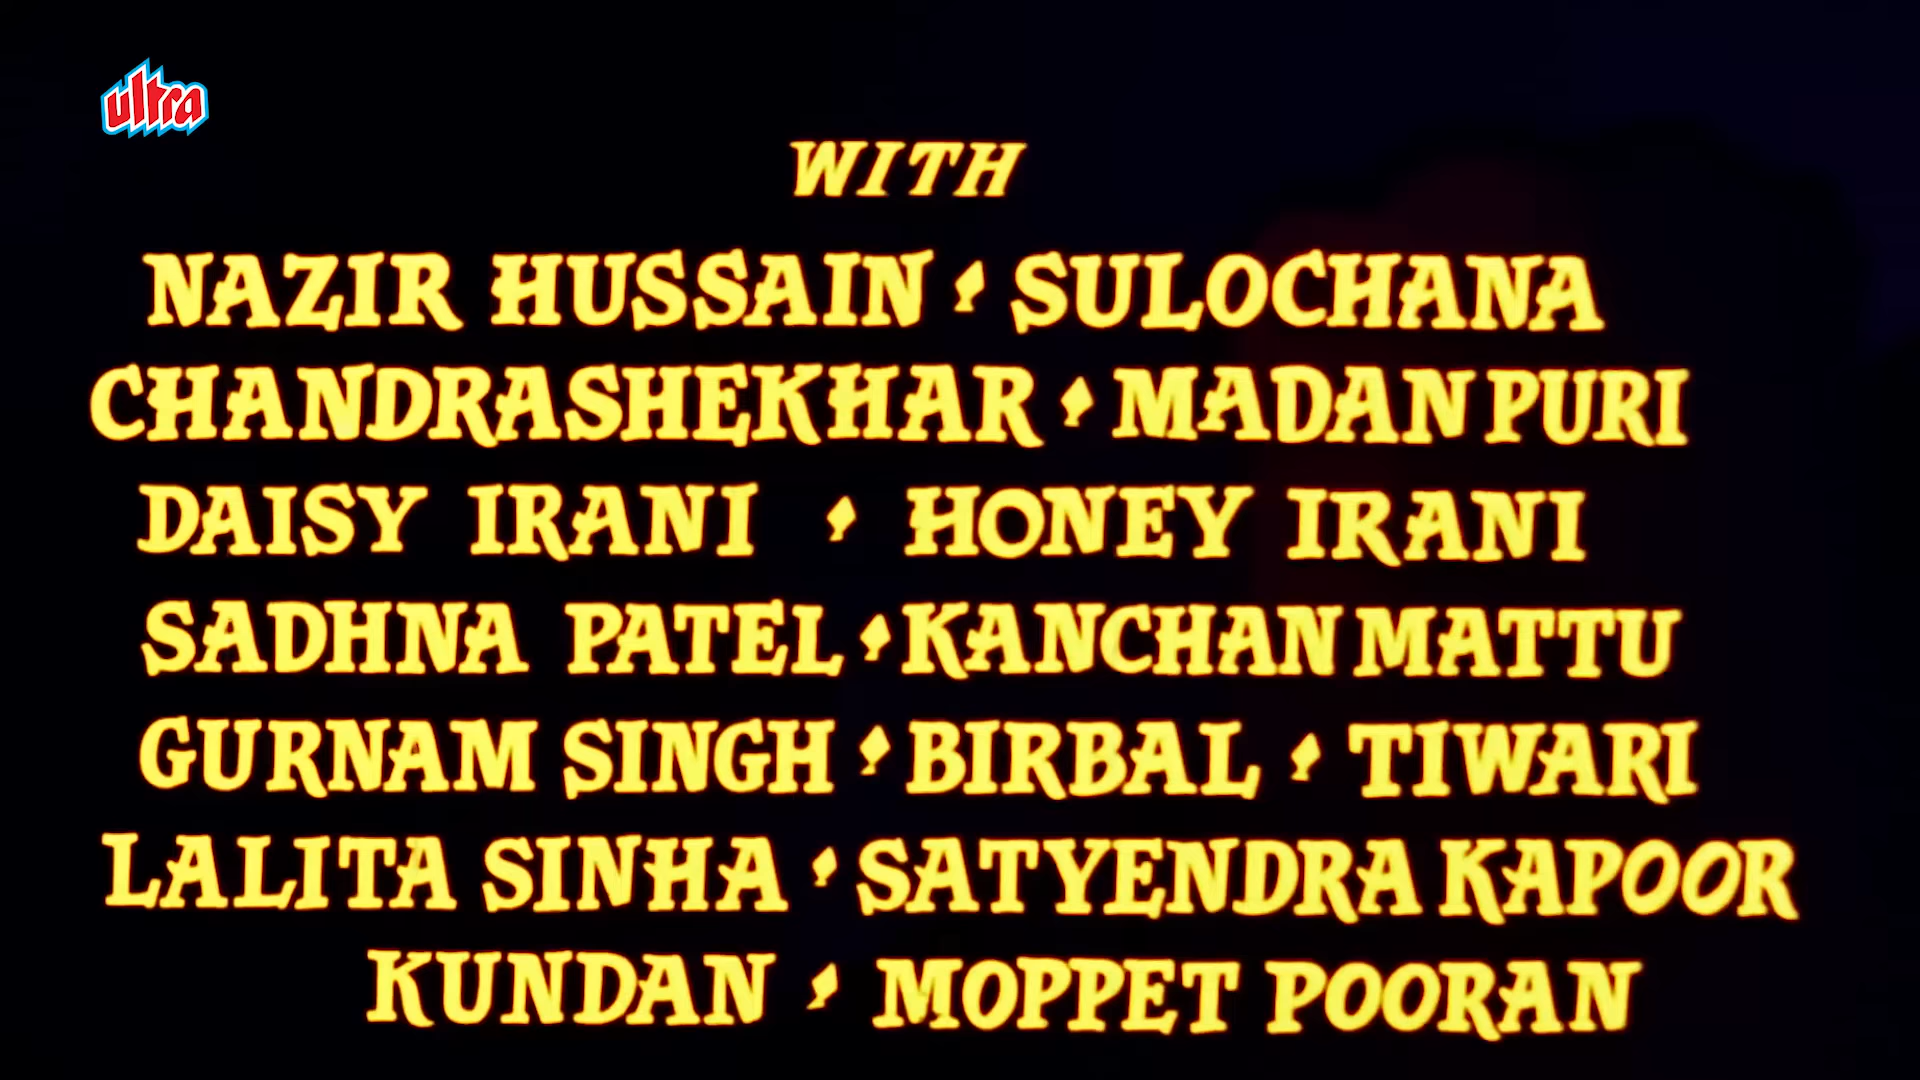 ultra
WITH
NAZIR HUSSAIN ♦ SULOCHANA
CHANDRASHEKHAR ♦ MADAN PURI
DAISY IRANI ♦ HONEY IRANI
SADHNA PATEL ♦ KANCHAN MATTU
GURNAM SINGH ♦ BIRBAL ♦ TIWARI
LALITA SINHA ♦ SATYENDRA KAPOOR
KUNDAN ♦ MOPPET POORAN